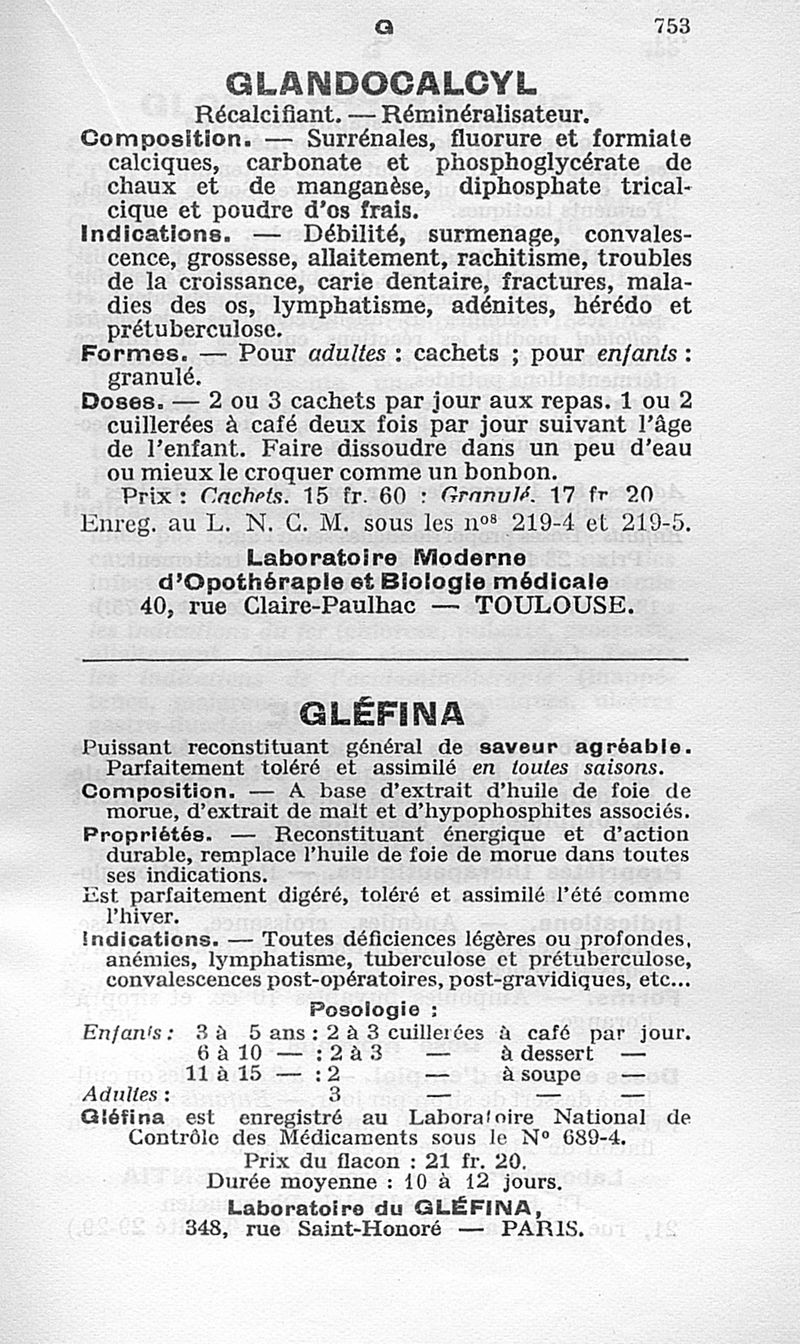 G 753
GLANDOCALCYL
Récalcifiant. — Réminéralisateur.
Composition. — Surrénales, fluorure et formiate
calciques, carbonate et phosphoglycérate de
chaux et de manganèse, diphosphate trical-
cique et poudre d'os frais.
Indications. — Débilité, surmenage, convales-
cence, grossesse, allaitement, rachitisme, troubles
de la croissance, carie dentaire, fractures, mala-
dies des os, lymphatisme, adénites, hérédo et
prétuberculose.
Formes. — Pour adultes : cachets ; pour enfants :
granulé.
Doses. — 2 ou 3 cachets par jour aux repas. 1 ou 2
cuillerées à café deux fois par jour suivant l'âge
de l'enfant. Faire dissoudre dans un peu d'eau
ou mieux le croquer comme un bonbon.
Prix : Cachets. 15 fr. 60 : Granulé. 17 fr 20
Enreg. au L. N. C. M. sous les nos 219-4 et 219-5.
Laboratoire Moderne
d'Opothérapie et Biologie médicale
40, rue Claire-Paulhac — TOULOUSE.
GLÉFINA
Puissant reconstituant général de saveur agréable.
Parfaitement toléré et assimilé en toutes saisons.
Composition. — A base d'extrait d'huile de foie de
morue, d'extrait de malt et d'hypophosphites associés.
Propriétés. — Reconstituant énergique et d'action
durable, remplace l'huile de foie de morue dans toutes
ses indications.
Est parfaitement digéré, toléré et assimilé l'été comme
l'hiver.
Indications. — Toutes déficiences légères ou profondes,
anémies, lymphatisme, tuberculose et prétuberculose,
convalescences post-opératoires, post-gravidiques, etc...
Posologie :
Enfants : 3 à 5 ans : 2 à 3 cuillerées à café par jour.
6 à 10 — : 2 à 3 — à dessert —
11 à 15 — : 2 — à soupe —
Adultes : 3 — — —
Gléfina est enregistré au Laboratoire National de
Contrôle des Médicaments sous le No 689-4.
Prix du flacon : 21 fr. 20.
Durée moyenne : 10 à 12 jours.
Laboratoire du GLÉFINA,
348, rue Saint-Honoré — PARIS.